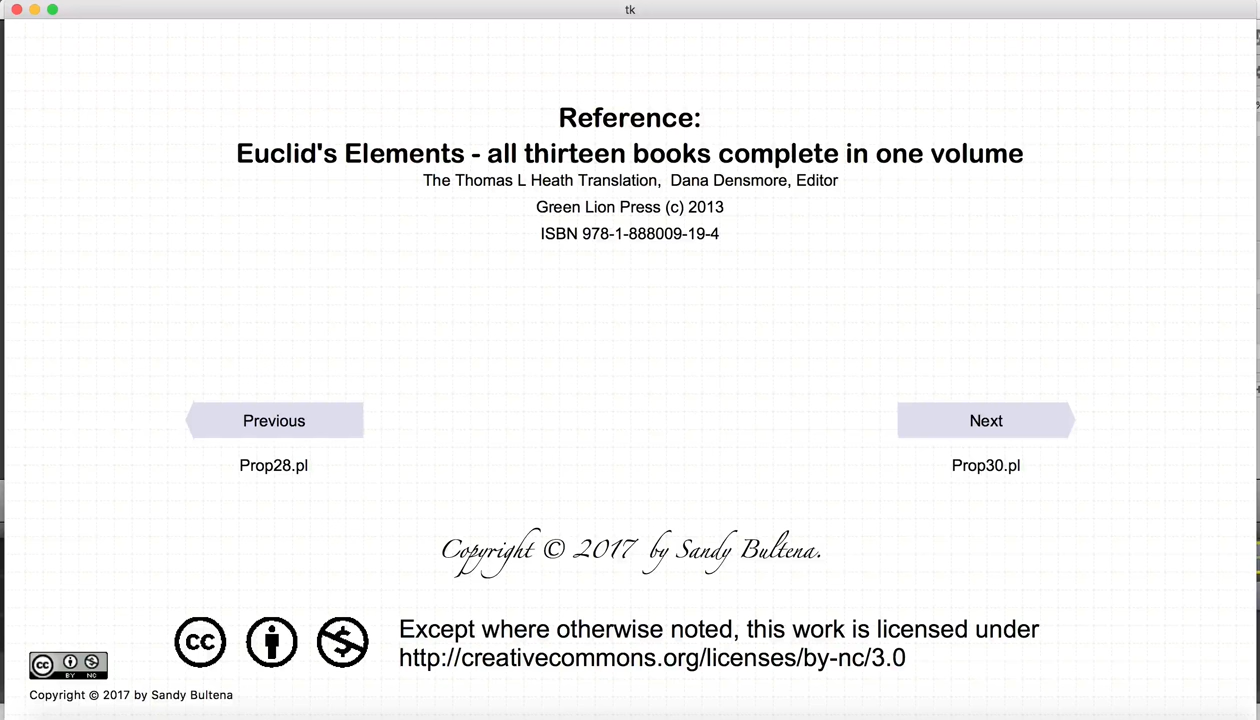 tk
Reference:
Euclid's Elements - all thirteen books complete in one volume
The Thomas L Heath Translation,  Dana Densmore, Editor
Green Lion Press (c) 2013
ISBN 978-1-888009-19-4
Previous
Next
Prop28.pl
Prop30.pl
Copyright © 2017 by Sandy Bultena.
cc
Except where otherwise noted, this work is licensed under
http://creativecommons.org/licenses/by-nc/3.0
cc
BY NC
Copyright © 2017 by Sandy Bultena